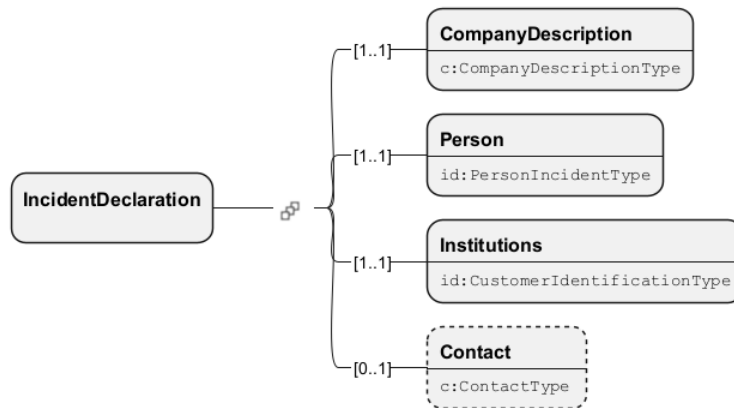 [1..1]
CompanyDescription
c:CompanyDescriptionType
[1..1]
Person
id:PersonIncidentType
IncidentDeclaration
[1..1]
Institutions
id:CustomerIdentificationType
[0..1]
Contact
c:ContactType